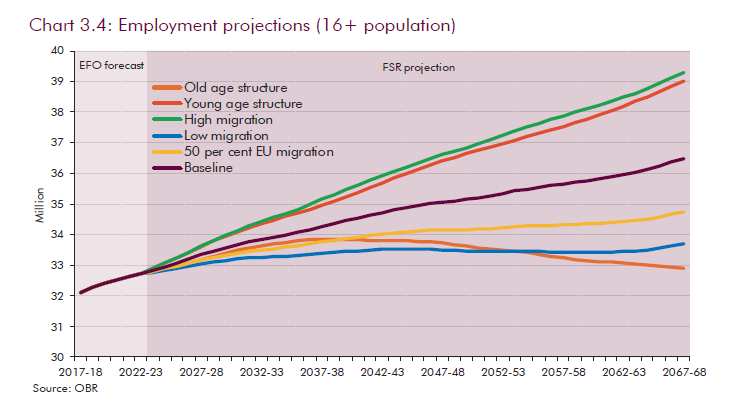 Chart 3.4: Employment projections (16+ population)
40
39
38
37
36
35
34
33
32
31
30
Million
EFO forecast
FSR projection
Old age structure
Young age structure
High migration
Low migration
50 per cent EU migration
Baseline
2017-18 2022-23 2027-28 2032-33 2037-38 2042-43 2047-48 2052-53 2057-58 2062-63 2067-68
Source: OBR